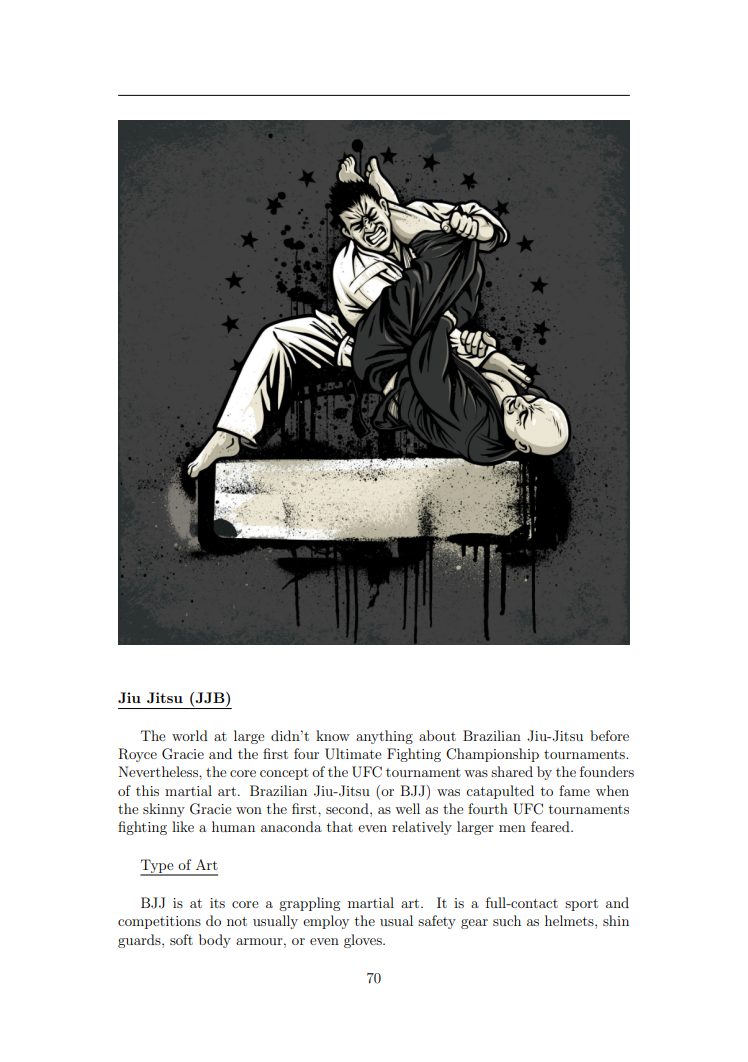 Jiu Jitsu (JJB)
The world at large didn't know anything about Brazilian Jiu-Jitsu before
Royce Gracie and the first four Ultimate Fighting Championship tournaments.
Nevertheless, the core concept of the UFC tournament was shared by the founders
of this martial art. Brazilian Jiu-Jitsu (or BJJ) was catapulted to fame when
the skinny Gracie won the first, second, as well as the fourth UFC tournaments
fighting like a human anaconda that even relatively larger men feared.
Type of Art
BJJ is at its core a grappling martial art. It is a full-contact sport and
competitions do not usually employ the usual safety gear such as helmets, shin
guards, soft body armour, or even gloves.
70